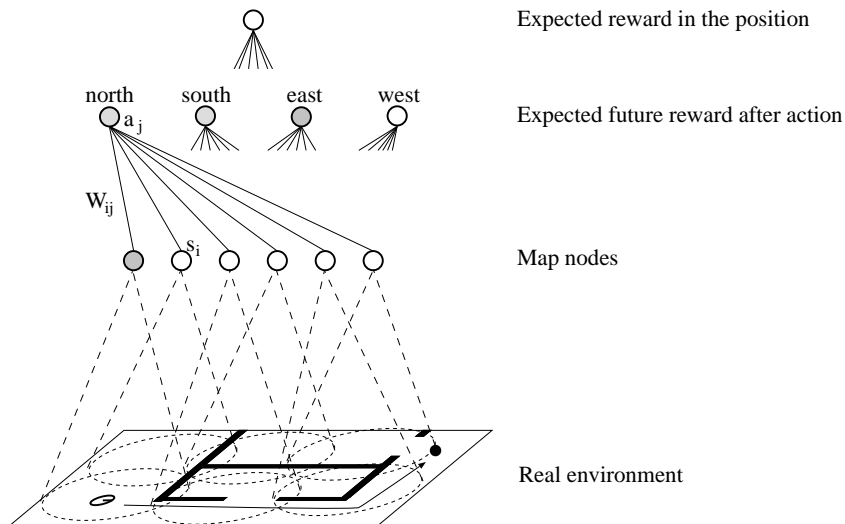 Expected reward in the position
north south east west
Expected future reward after action
a j
W ij
s i
Map nodes
Real environment